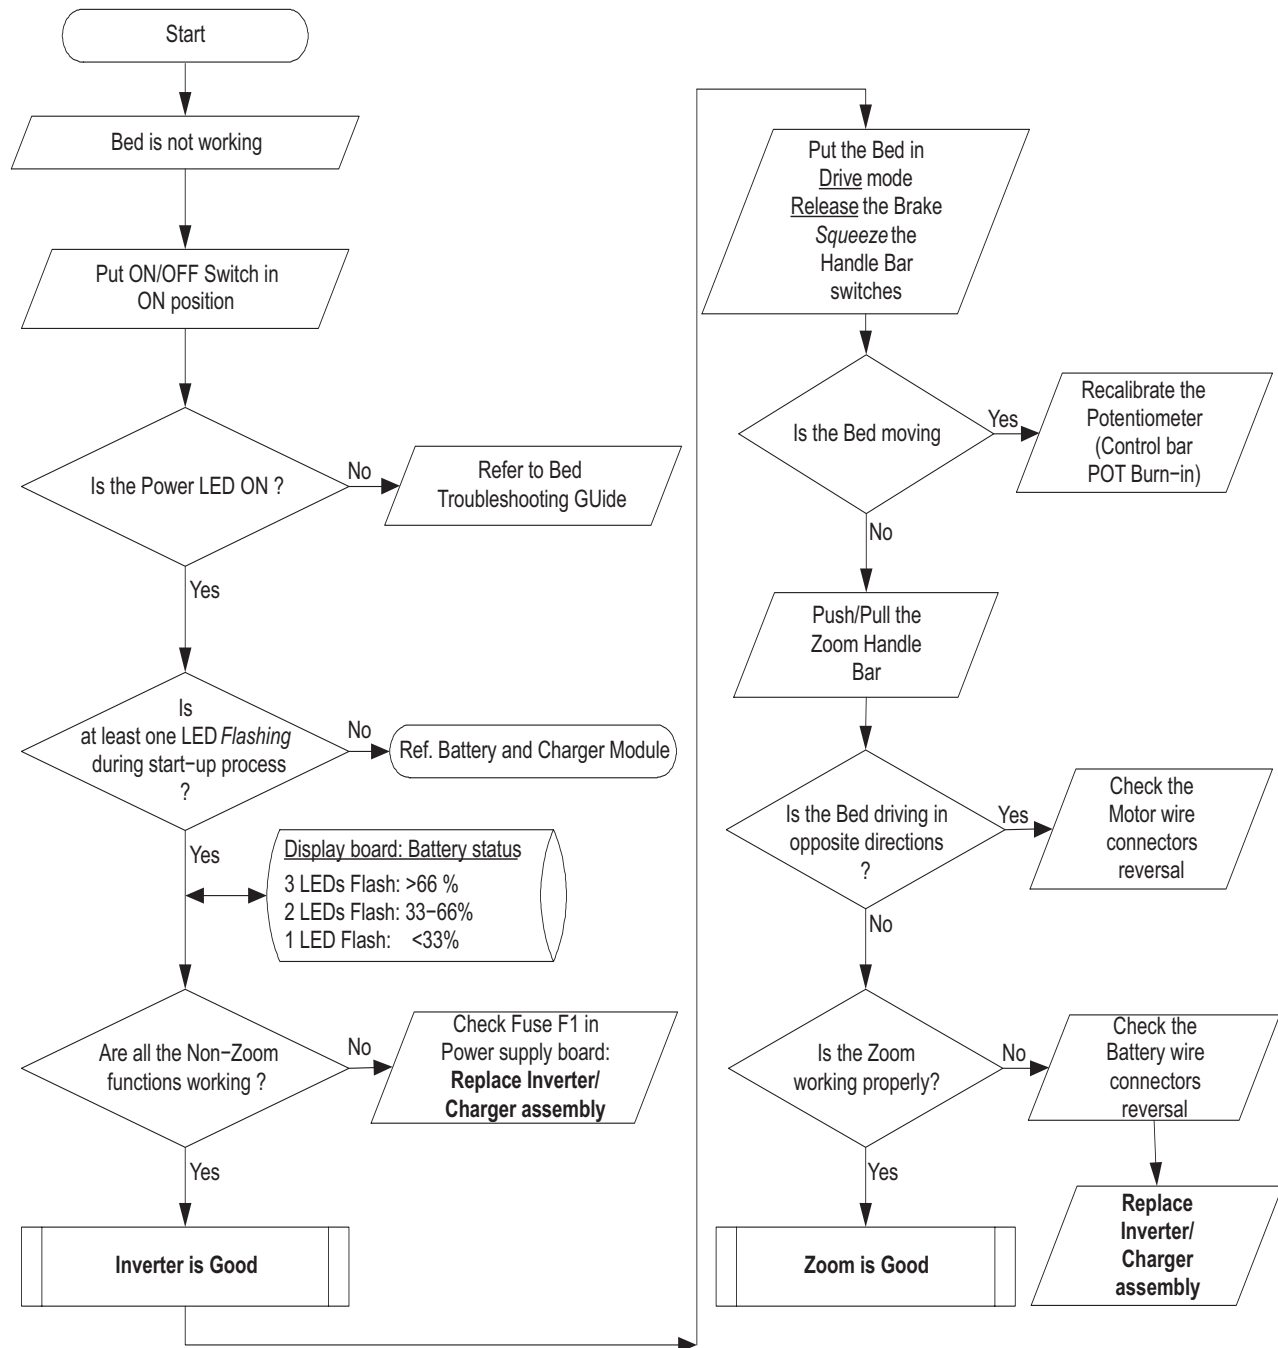 Start
Bed is not working
Put ON/OFF Switch in
ON position
Is the Power LED ON ?
No
Refer to Bed
Troubleshooting GUide
Yes
Is
at least one LED Flashing
during start-up process
?
No
Ref. Battery and Charger Module
Yes
Display board: Battery status
3 LEDs Flash: >66 %
2 LEDs Flash: 33-66%
1 LED Flash: <33%
Are all the Non-Zoom
functions working ?
No
Check Fuse F1 in
Power supply board:
Replace Inverter/
Charger assembly
Yes
Inverter is Good
Put the Bed in
Drive mode
Release the Brake
Squeeze the
Handle Bar
switches
Is the Bed moving
Yes
Recalibrate the
Potentiometer
(Control bar
POT Burn-in)
No
Push/Pull the
Zoom Handle
Bar
Is the Bed driving in
opposite directions
?
Yes
Check the
Motor wire
connectors
reversal
No
Is the Zoom
working properly?
No
Check the
Battery wire
connectors
reversal
Yes
Replace
Inverter/
Charger
assembly
Zoom is Good